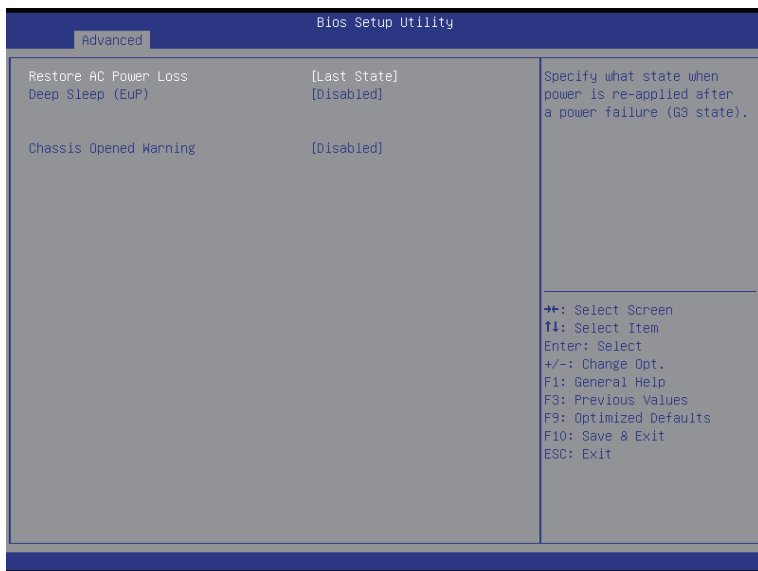 Bios Setup Utility
Advanced
Restore AC Power Loss [Last State]
Deep Sleep (EuP) [Disabled]
Chassis Opened Warning [Disabled]
Specify what state when
power is re-applied after
a power failure (G3 state).
→←: Select Screen
↑↓: Select Item
Enter: Select
+/-: Change Opt.
F1: General Help
F3: Previous Values
F9: Optimized Defaults
F10: Save & Exit
ESC: Exit